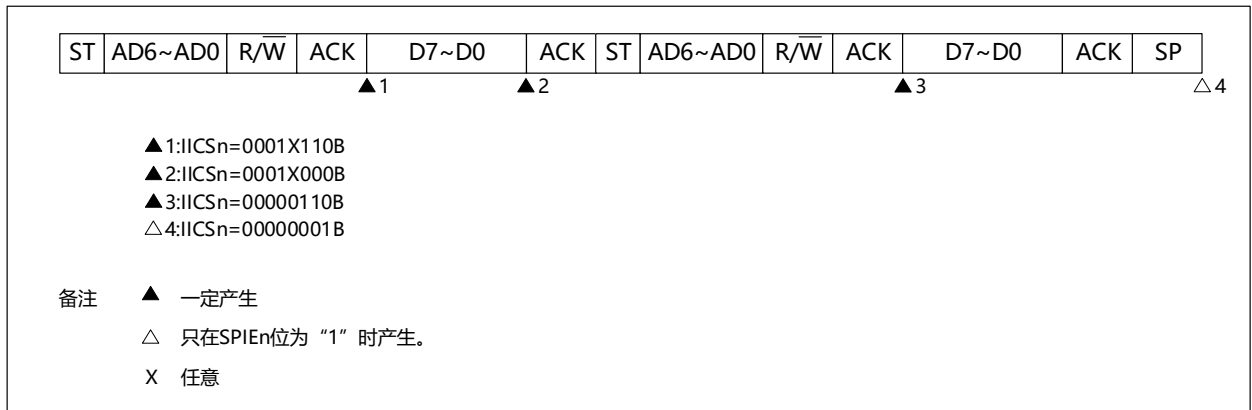 ST AD6~AD0 R/W̅ ACK D7~D0 ACK ST AD6~AD0 R/W̅ ACK D7~D0 ACK SP
▲1 ▲2 ▲3 △4
▲1:IICSn=0001X110B
▲2:IICSn=0001X000B
▲3:IICSn=00000110B
△4:IICSn=00000001B
备注 ▲ 一定产生
△ 只在SPIEn位为“1”时产生。
X 任意